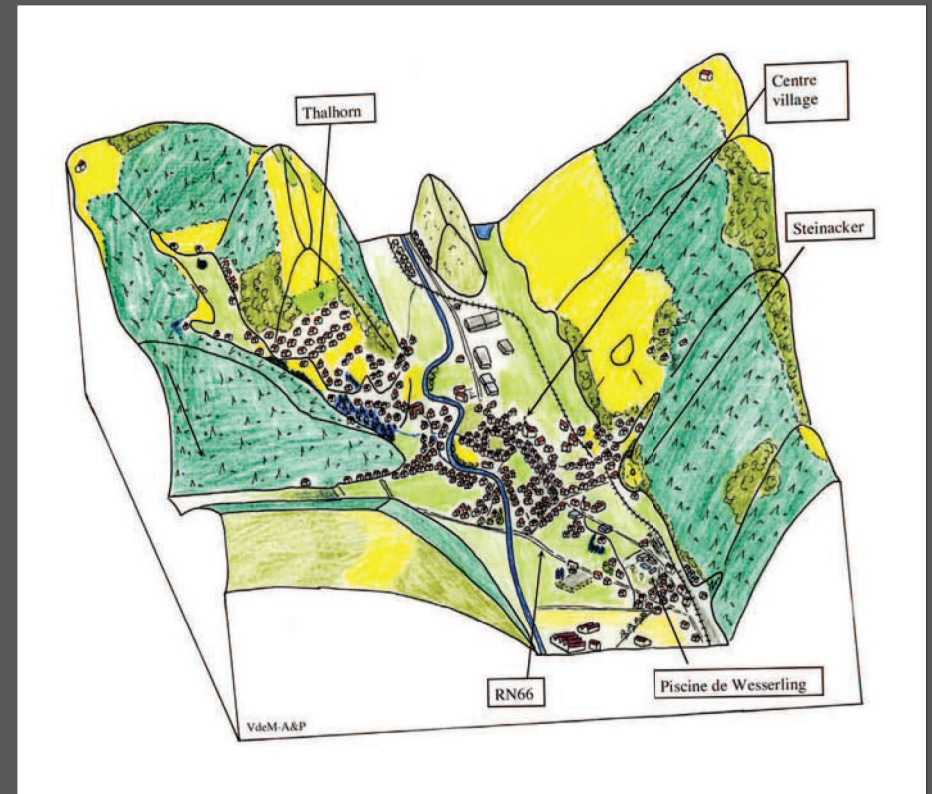 Centre
village
Thalhorn
Steinacker
RN66
Piscine de Wesserling
VdeM-A&P